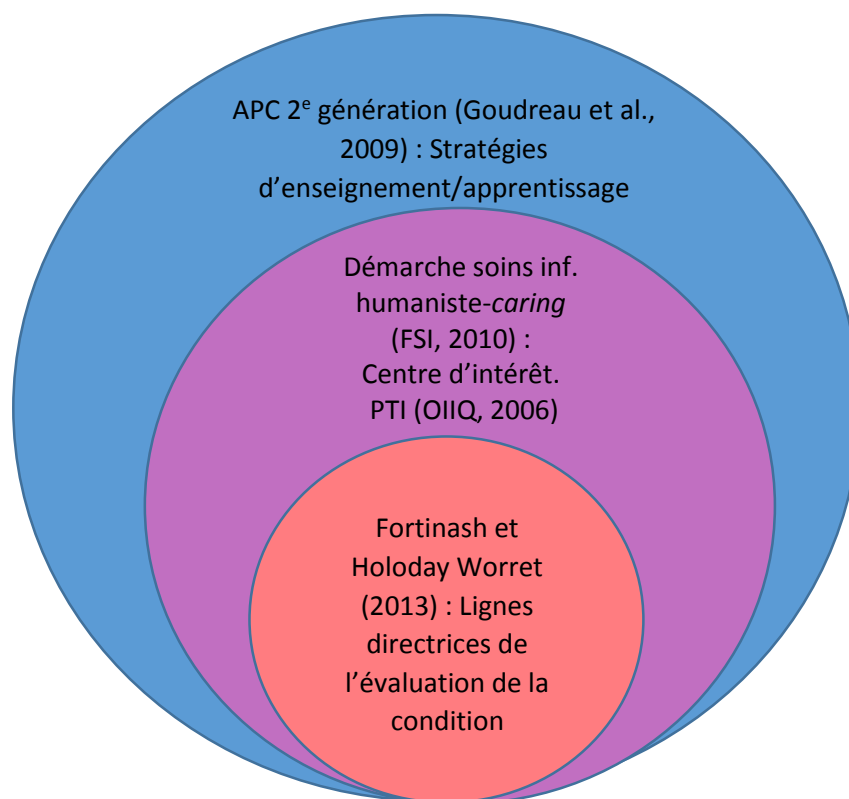 APC 2e génération (Goudreau et al.,
2009) : Stratégies
d’enseignement/apprentissage
Démarche soins inf.
humaniste-caring
(FSI, 2010) :
Centre d’intérêt.
PTI (OIIQ, 2006)
Fortinash et
Holoday Worret
(2013) : Lignes
directrices de
l’évaluation de la
condition